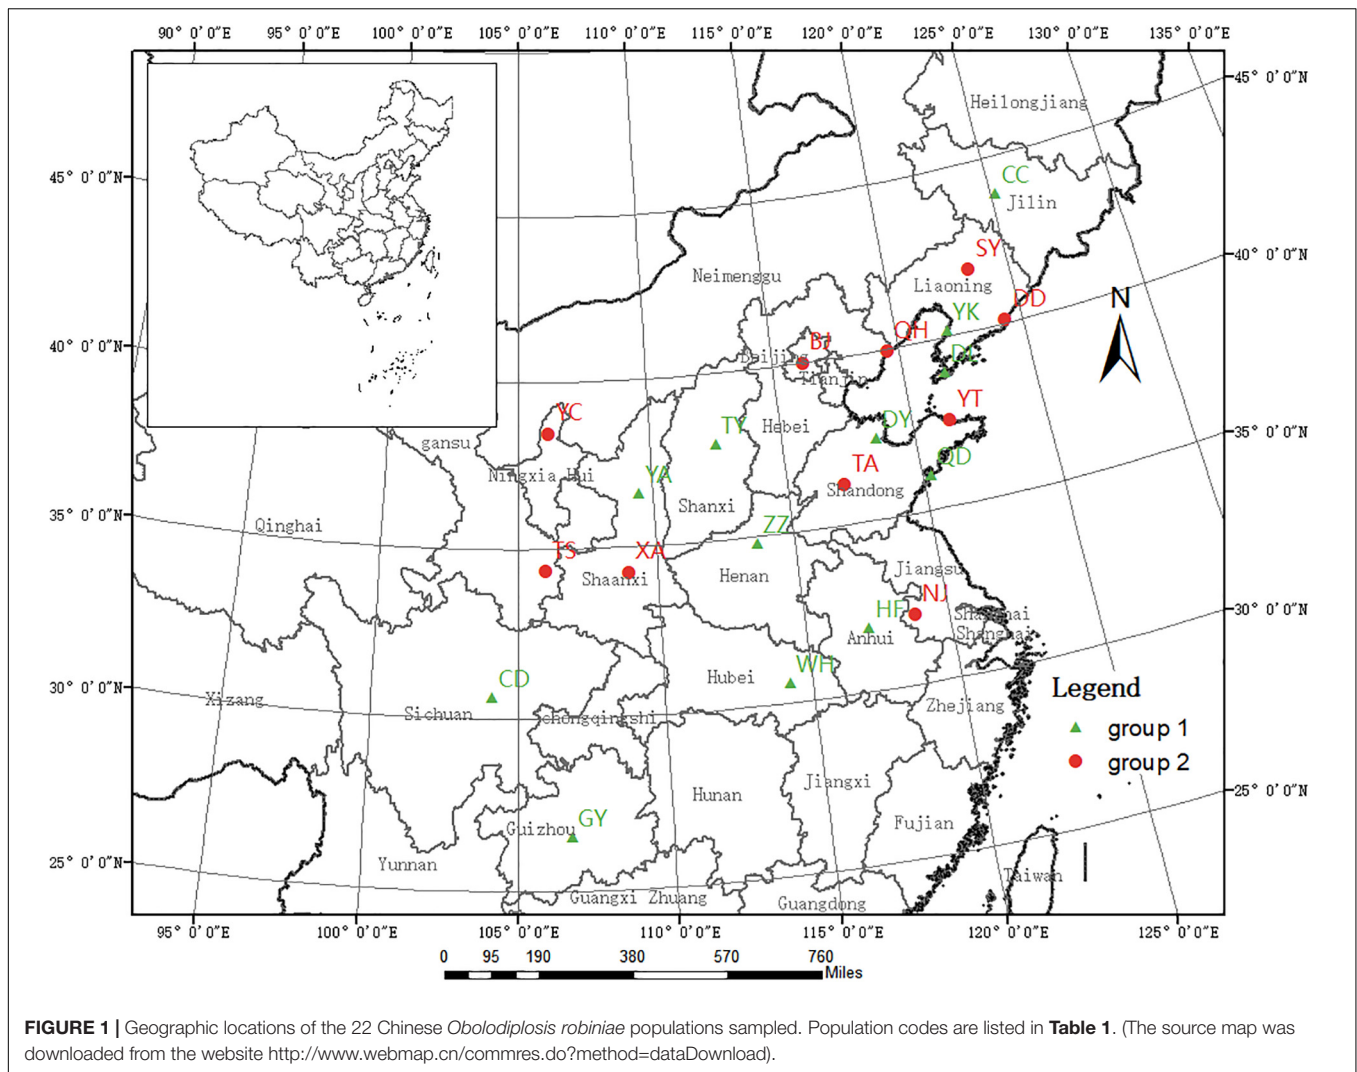 90° 0′0″E 95° 0′0″E 100° 0′0″E 105° 0′0″E 110° 0′0″E 115° 0′0″E 120° 0′0″E 125° 0′0″E 130° 0′0″E 135° 0′0″E
45° 0′0″N
Heilongjiang
CC
45° 0′0″N
Jilin
SY
40° 0′0″N
Neimenggu
Liaoning
DD
N
YK
QH
BJ
40° 0′0″N
Beijing
DL
Tianjin
YT
YC
TY
Hebei
DY
35° 0′0″N
gansu
QD
TA
Ningxia Hui
YA
Shandong
Shanxi
35° 0′0″N
Qinghai
ZZ
TS
XA
Jiangsu
Shaanxi
Henan
NJ
HF
30° 0′0″N
Shanghai
Shanghai
Anhui
WH
CD
Hubei
30° 0′0″N
Legend
Xizang
Sichuan
chongqingshi
Zhejiang
group 1
group 2
Jiangxi
25° 0′0″N
Hunan
GY
Fujian
Guizhou
25° 0′0″N
Yunnan
Taiwan
Guangxi Zhuang
Guangdong
95° 0′0″E 100° 0′0″E 105° 0′0″E 110° 0′0″E 115° 0′0″E 120° 0′0″E 125° 0′0″E
0 95 190 380 570 760
Miles
FIGURE 1 | Geographic locations of the 22 Chinese Obolodiplosis robiniae populations sampled. Population codes are listed in Table 1. (The source map was
downloaded from the website http://www.webmap.cn/commres.do?method=dataDownload).